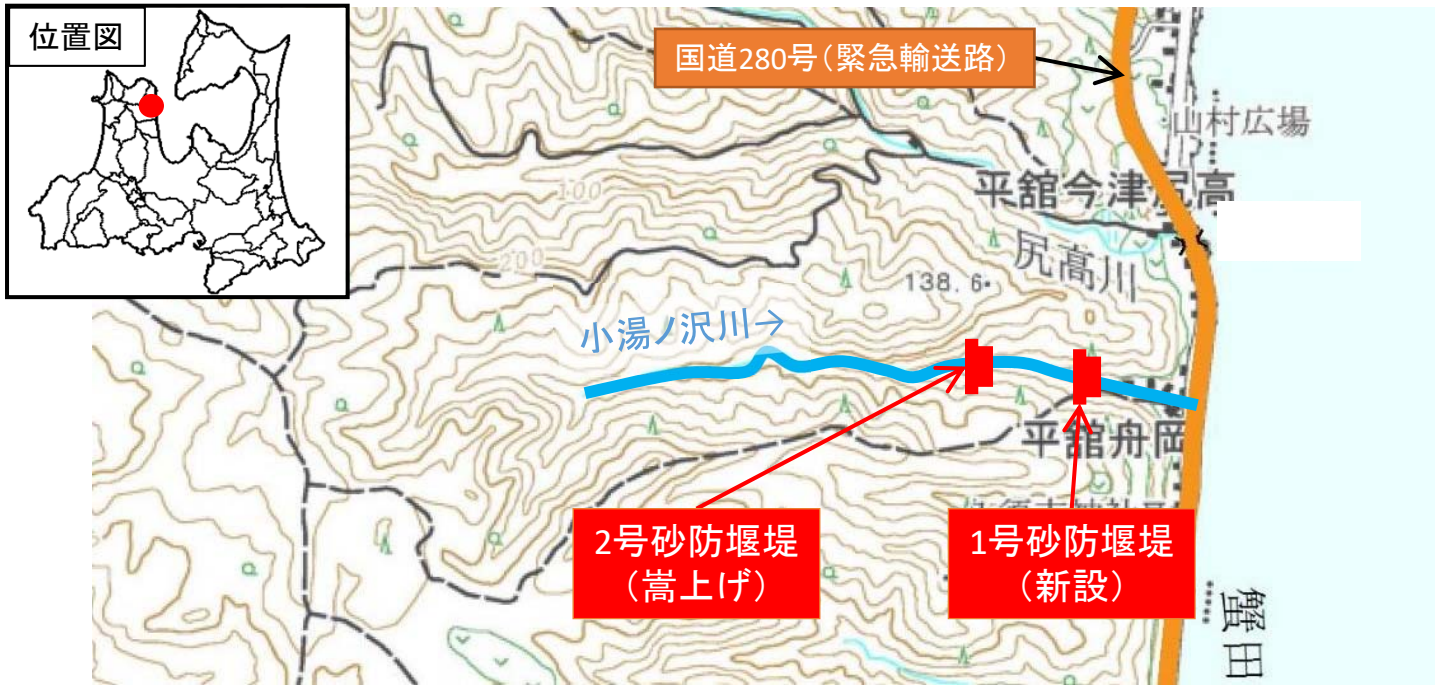 位置図
国道280号（緊急輸送路）
山村広場
平舘今津尻高
尻高川
100
200
138.6
小湯ノ沢川→
平舘舟岡
2号砂防堰堤
（嵩上げ）
1号砂防堰堤
（新設）
蟹田